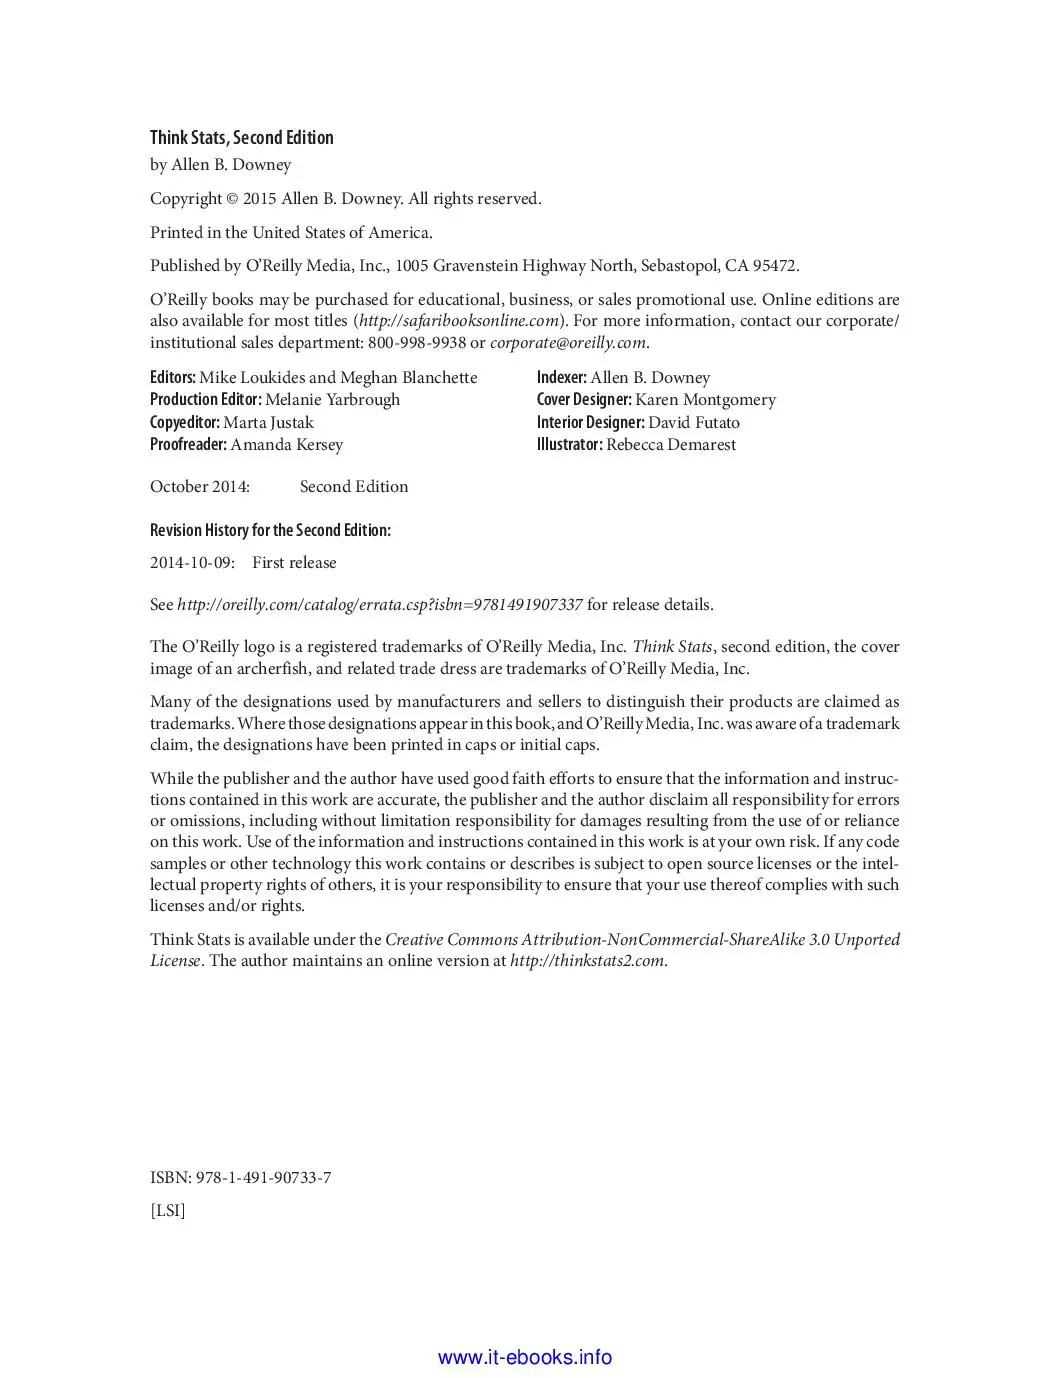 Think Stats, Second Edition
by Allen B. Downey
Copyright © 2015 Allen B. Downey. All rights reserved.
Printed in the United States of America.
Published by O’Reilly Media, Inc., 1005 Gravenstein Highway North, Sebastopol, CA 95472.
O’Reilly books may be purchased for educational, business, or sales promotional use. Online editions are
also available for most titles (http://safaribooksonline.com). For more information, contact our corporate/
institutional sales department: 800-998-9938 or corporate@oreilly.com.
Editors: Mike Loukides and Meghan Blanchette
Production Editor: Melanie Yarbrough
Copyeditor: Marta Justak
Proofreader: Amanda Kersey
Indexer: Allen B. Downey
Cover Designer: Karen Montgomery
Interior Designer: David Futato
Illustrator: Rebecca Demarest
October 2014: Second Edition
Revision History for the Second Edition:
2014-10-09: First release
See http://oreilly.com/catalog/errata.csp?isbn=9781491907337 for release details.
The O’Reilly logo is a registered trademarks of O’Reilly Media, Inc. Think Stats, second edition, the cover
image of an archerfish, and related trade dress are trademarks of O’Reilly Media, Inc.
Many of the designations used by manufacturers and sellers to distinguish their products are claimed as
trademarks. Where those designations appear in this book, and O’Reilly Media, Inc. was aware of a trademark
claim, the designations have been printed in caps or initial caps.
While the publisher and the author have used good faith efforts to ensure that the information and instruc-
tions contained in this work are accurate, the publisher and the author disclaim all responsibility for errors
or omissions, including without limitation responsibility for damages resulting from the use of or reliance
on this work. Use of the information and instructions contained in this work is at your own risk. If any code
samples or other technology this work contains or describes is subject to open source licenses or the intel-
lectual property rights of others, it is your responsibility to ensure that your use thereof complies with such
licenses and/or rights.
Think Stats is available under the Creative Commons Attribution-NonCommercial-ShareAlike 3.0 Unported
License. The author maintains an online version at http://thinkstats2.com.
ISBN: 978-1-491-90733-7
[LSI]
www.it-ebooks.info